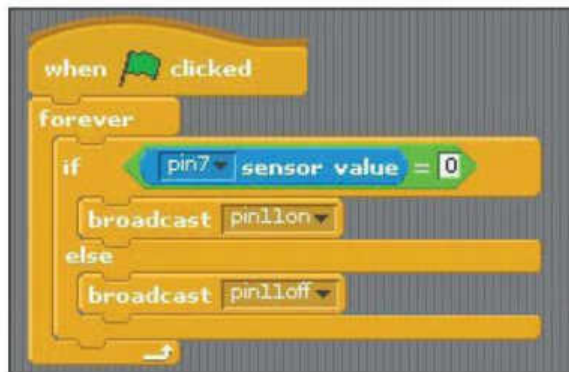 when clicked
forever
if pin7 sensor value = 0
broadcast pin11on
else
broadcast pin11off